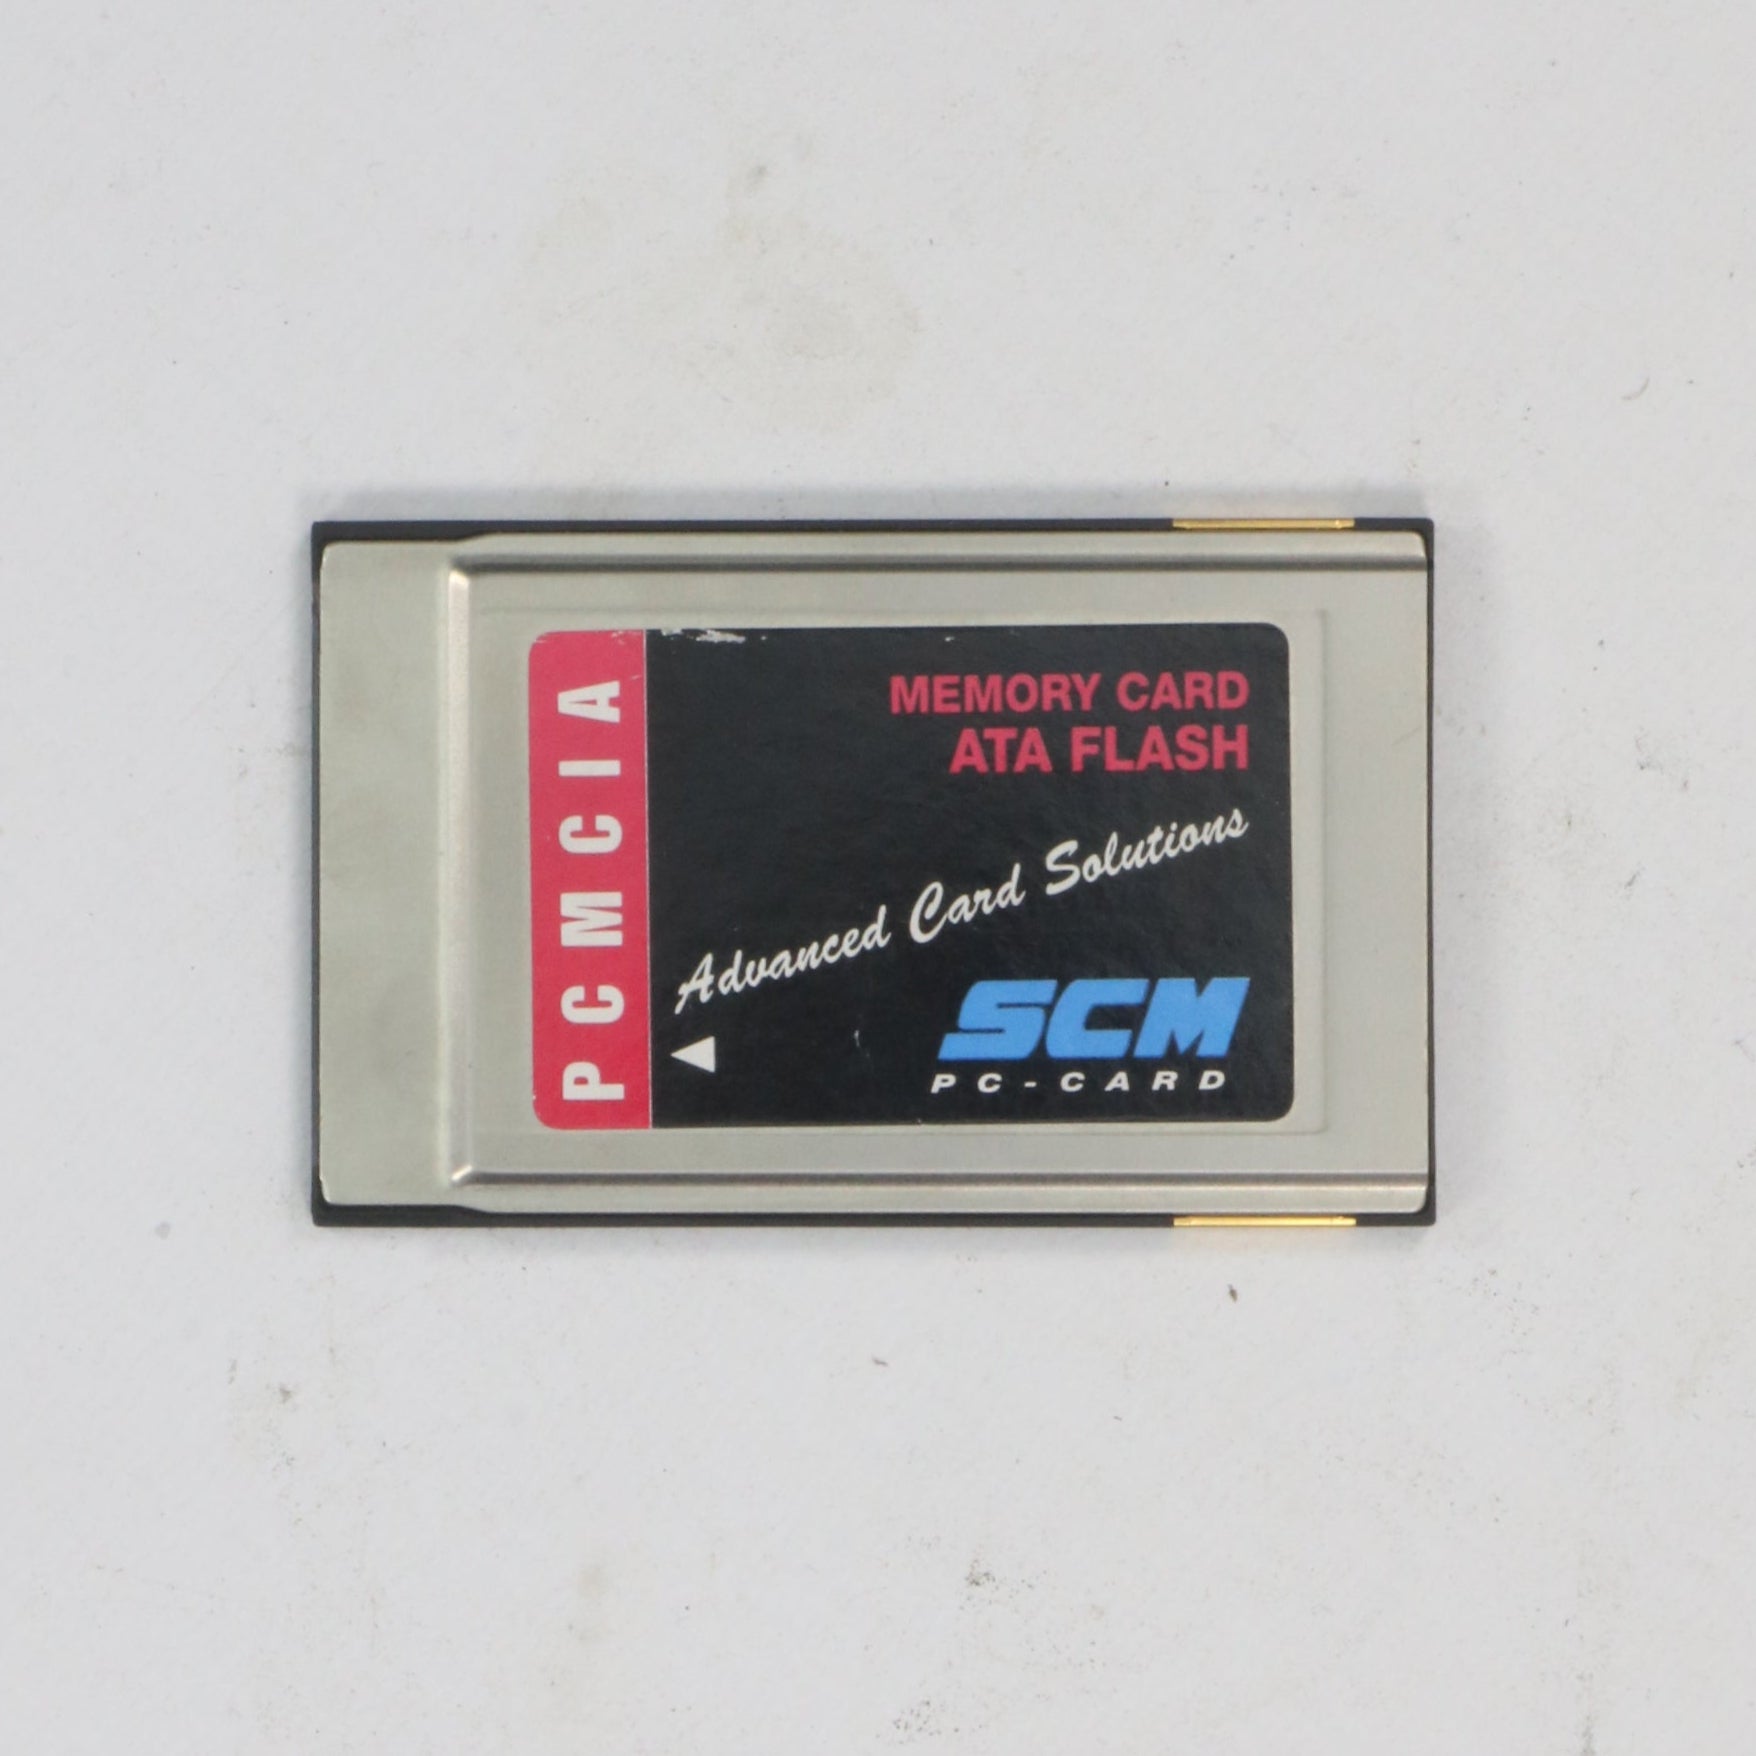 PCMCIA
MEMORY CARD
ATA FLASH
Advanced Card Solutions
SCM
PC-CARD